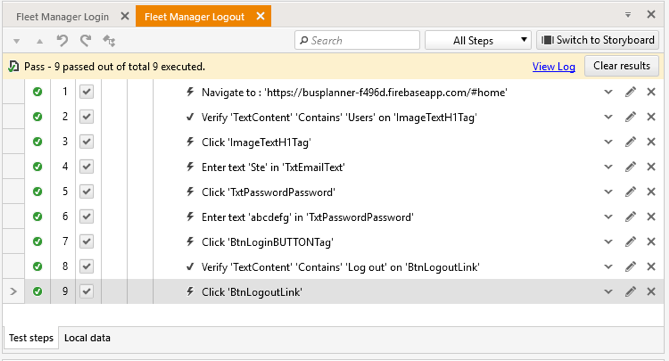 Fleet Manager Login
Fleet Manager Logout
Search
All Steps
Switch to Storyboard
Pass - 9 passed out of total 9 executed.
View Log
Clear results
1 Navigate to : 'https://busplanner-f496d.firebaseapp.com/#home'
2 Verify 'TextContent' 'Contains' 'Users' on 'ImageTextH1Tag'
3 Click 'ImageTextH1Tag'
4 Enter text 'Ste' in 'TxtEmailText'
5 Click 'TxtPasswordPassword'
6 Enter text 'abcdefg' in 'TxtPasswordPassword'
7 Click 'BtnLoginBUTTONTag'
8 Verify 'TextContent' 'Contains' 'Log out' on 'BtnLogoutLink'
9 Click 'BtnLogoutLink'
Test steps
Local data